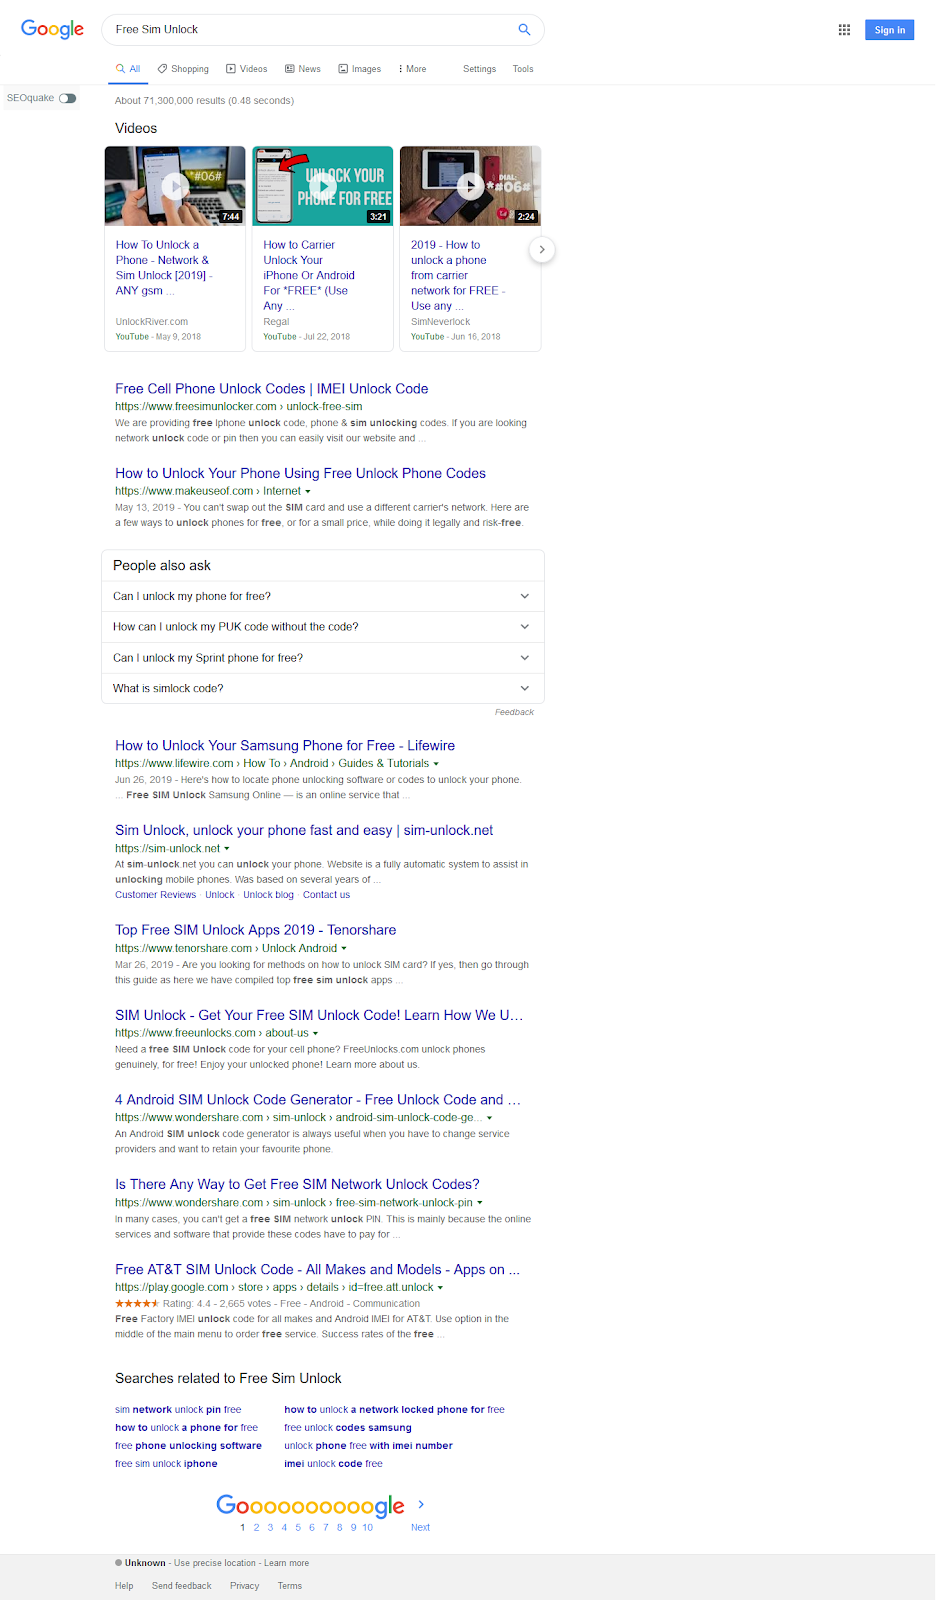 Google
Free Sim Unlock
Sign in
All
Shopping
Videos
News
Images
More
Settings
Tools
SEOquake
About 71,300,000 results (0.48 seconds)
Videos
*#06#
7:44
UNLOCK YOUR
PHONE FOR FREE
3:21
DIAL:
*#06#
2:24
How To Unlock a
Phone - Network &
Sim Unlock [2019] -
ANY gsm ...
UnlockRiver.com
YouTube - May 9, 2018
How to Carrier
Unlock Your
iPhone Or Android
For *FREE* (Use
Any ...
Regal
YouTube - Jul 22, 2018
2019 - How to
unlock a phone
from carrier
network for FREE -
Use any ...
SimNeverlock
YouTube - Jun 16, 2018
Free Cell Phone Unlock Codes | IMEI Unlock Code
https://www.freesimunlocker.com › unlock-free-sim
We are providing free Iphone unlock code, phone & sim unlocking codes. If you are looking
network unlock code or pin then you can easily visit our website and ...
How to Unlock Your Phone Using Free Unlock Phone Codes
https://www.makeuseof.com › Internet
May 13, 2019 - You can't swap out the SIM card and use a different carrier's network. Here are
a few ways to unlock phones for free, or for a small price, while doing it legally and risk-free.
People also ask
Can I unlock my phone for free?
How can I unlock my PUK code without the code?
Can I unlock my Sprint phone for free?
What is simlock code?
Feedback
How to Unlock Your Samsung Phone for Free - Lifewire
https://www.lifewire.com › How To › Android › Guides & Tutorials
Jun 26, 2019 - Here's how to locate phone unlocking software or codes to unlock your phone.
... Free SIM Unlock Samsung Online — is an online service that ...
Sim Unlock, unlock your phone fast and easy | sim-unlock.net
https://sim-unlock.net
At sim-unlock.net you can unlock your phone. Website is a fully automatic system to assist in
unlocking mobile phones. Was based on several years of ...
Customer Reviews · Unlock · Unlock blog · Contact us
Top Free SIM Unlock Apps 2019 - Tenorshare
https://www.tenorshare.com › Unlock Android
Mar 26, 2019 - Are you looking for methods on how to unlock SIM card? If yes, then go through
this guide as here we have compiled top free sim unlock apps ...
SIM Unlock - Get Your Free SIM Unlock Code! Learn How We U...
https://www.freeunlocks.com › about-us
Need a free SIM Unlock code for your cell phone? FreeUnlocks.com unlock phones
genuinely, for free! Enjoy your unlocked phone! Learn more about us.
4 Android SIM Unlock Code Generator - Free Unlock Code and ...
https://www.wondershare.com › sim-unlock › android-sim-unlock-code-ge...
An Android SIM unlock code generator is always useful when you have to change service
providers and want to retain your favourite phone.
Is There Any Way to Get Free SIM Network Unlock Codes?
https://www.wondershare.com › sim-unlock › free-sim-network-unlock-pin
In many cases, you can't get a free SIM network unlock PIN. This is mainly because the online
services and software that provide these codes have to pay for ...
Free AT&T SIM Unlock Code - All Makes and Models - Apps on ...
https://play.google.com › store › apps › details › id=free.att.unlock
Rating: 4.4 - 2,665 votes - Free - Android - Communication
Free Factory IMEI unlock code for all makes and Android IMEI for AT&T. Use option in the
middle of the main menu to order free service. Success rates of the free ...
Searches related to Free Sim Unlock
sim network unlock pin free
how to unlock a phone for free
free phone unlocking software
free sim unlock iphone
how to unlock a network locked phone for free
free unlock codes samsung
unlock phone free with imei number
imei unlock code free
Goooooooooogle
1 2 3 4 5 6 7 8 9 10 Next
Unknown - Use precise location - Learn more
Help Send feedback Privacy Terms